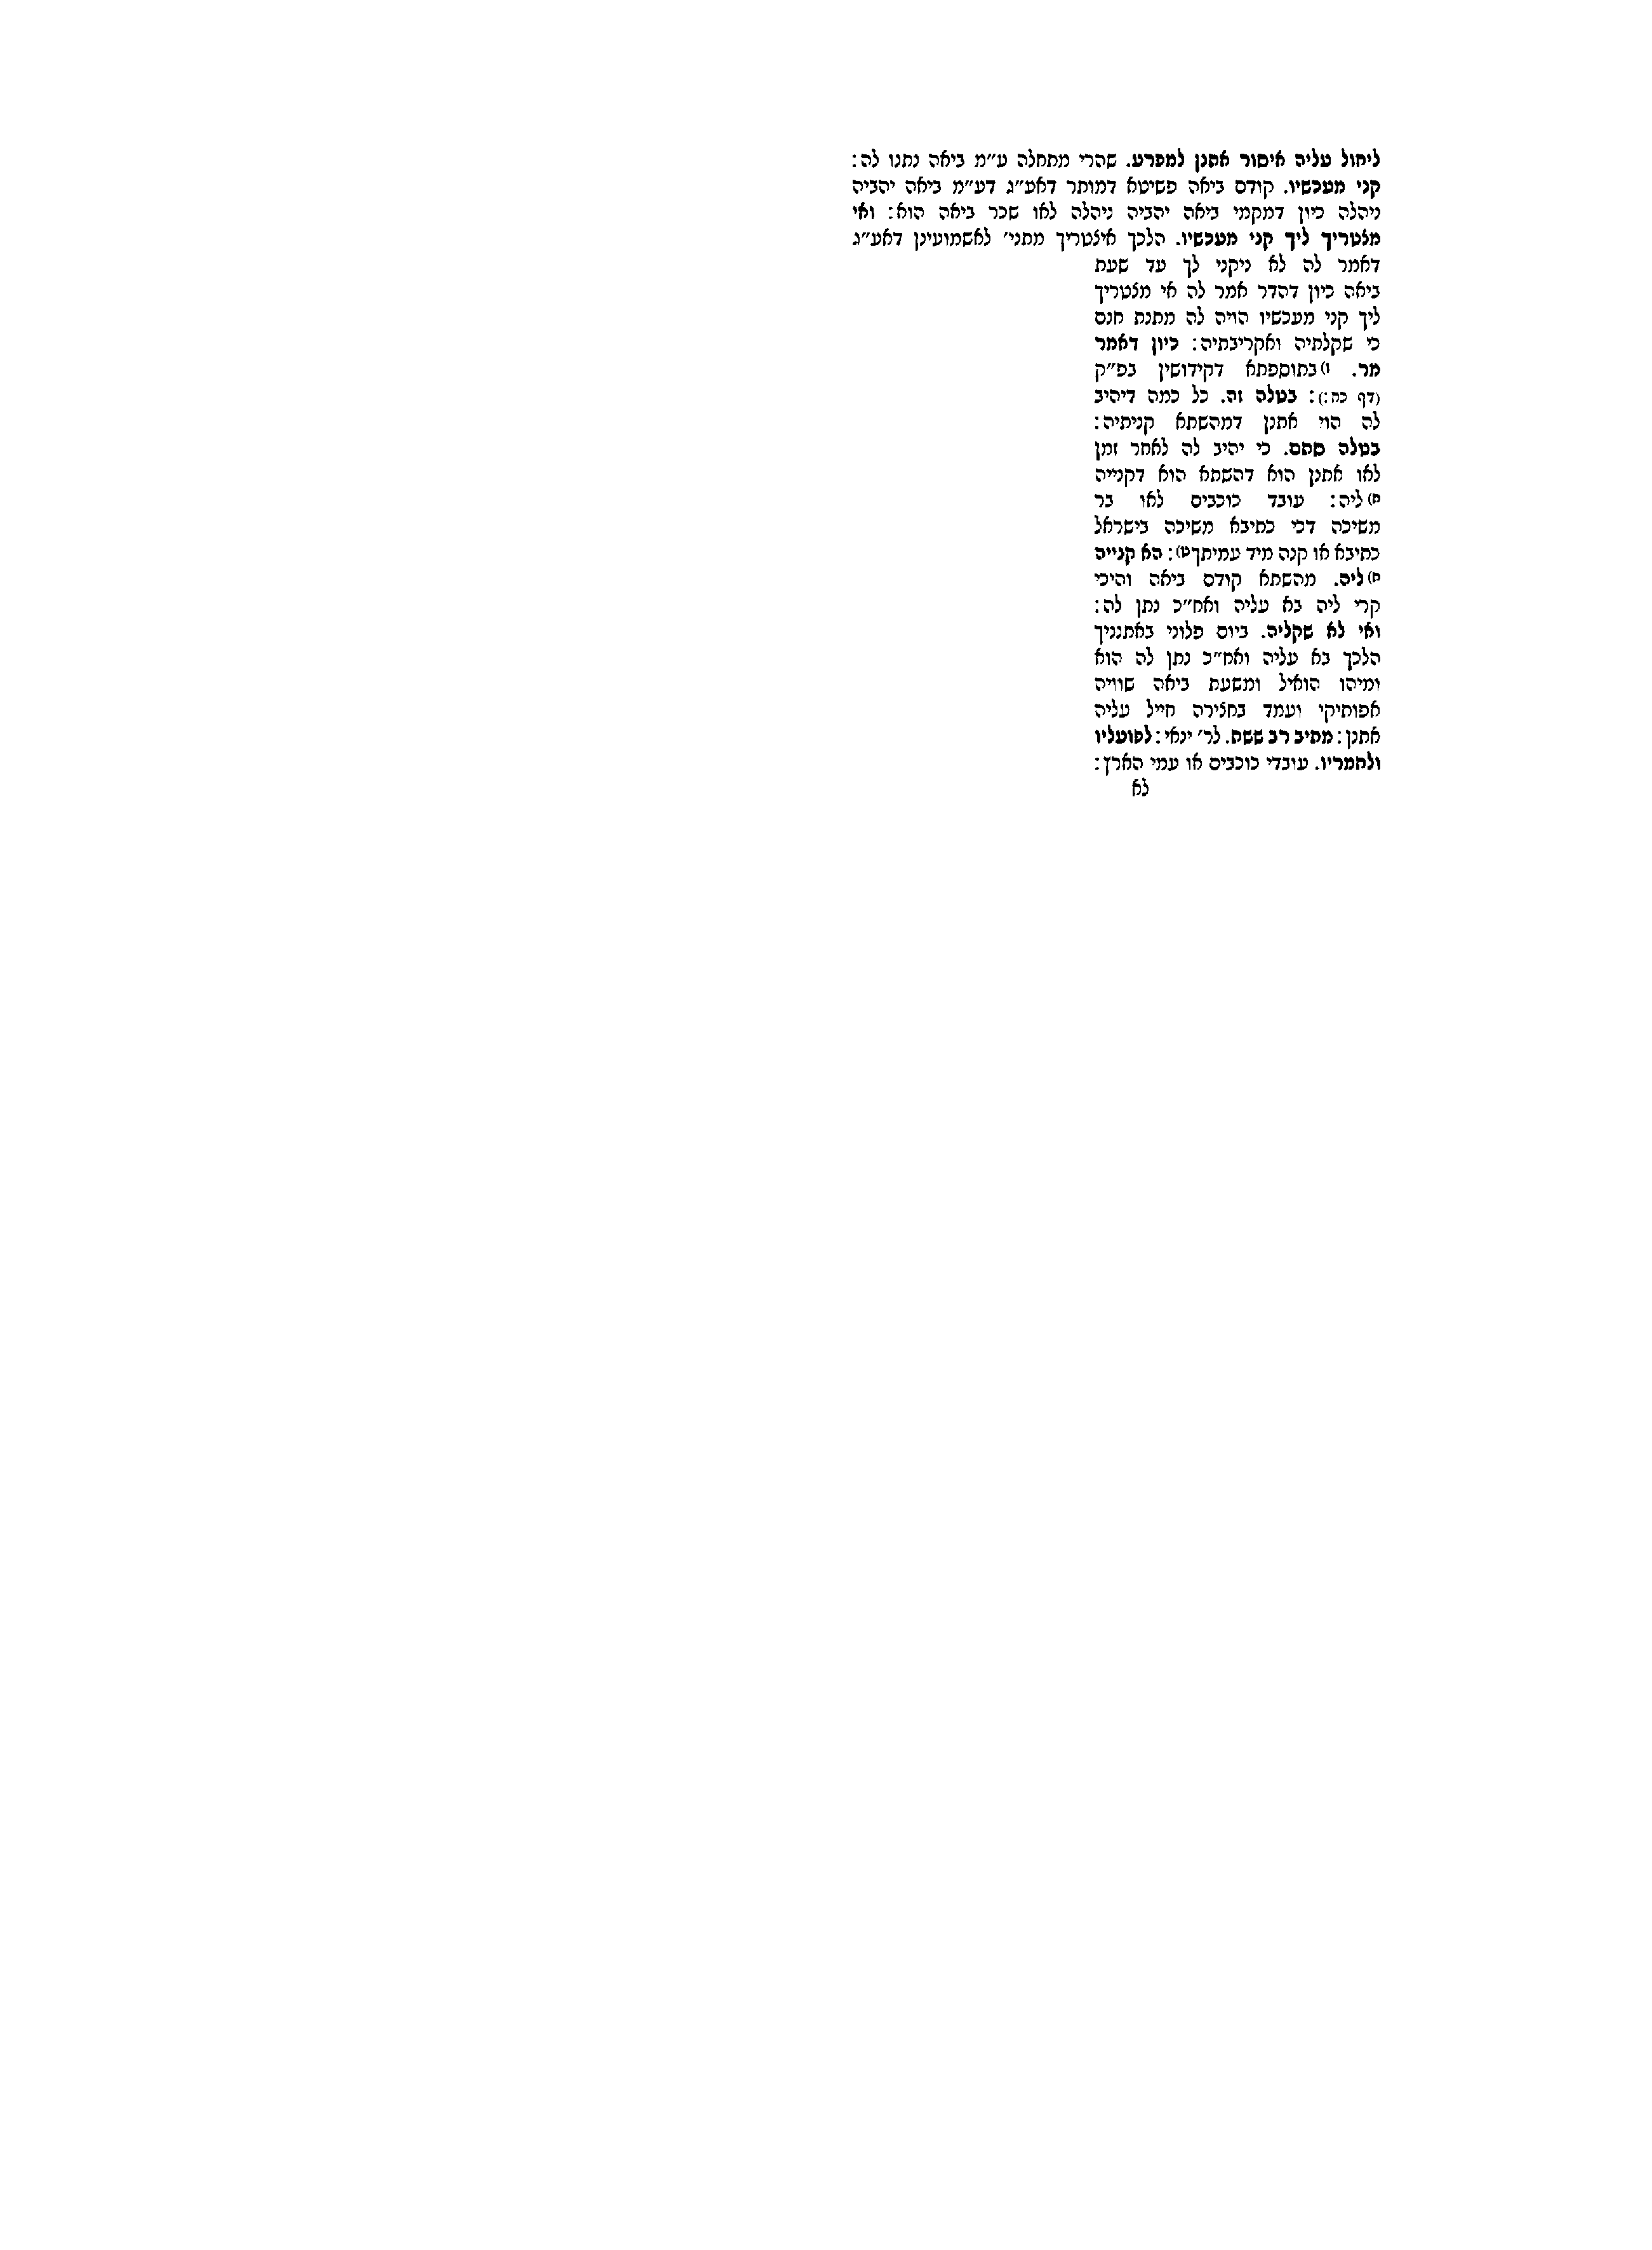 ליחול עליה איסור אתנן למפרע. שהרי מתחלה ע״מ ביאה נתנו לה:
קני מעכשיו. קודם ביאה פשיטא דמותר דאע״ג דע״מ ביאה יהביה
ניהלה כיון דמקמי ביאה יהביה ניהלה לאו שכר ביאה הוא: ואי
מצטריך ליך קני מעכשיו. הלכך איצטריך מתני׳ לאשמועינן דאע״ג
דאמר לה לא ניקני לך עד שעת
ביאה כיון דהדר אמר לה אי מצטריך
ליך קני מעכשיו הויה לה מתנת חנם
כי שקלתיה ואקריבתיה: כיון דאמר
מר. ו) בתוספתא דקידושין בפ״ק
(דף כח:): בטלה זה. כל כמה דיהיב
לה הוי אתנן דמהשתא קניתיה:
בטלה סתם. כי יהיב לה לאחר זמן
לאו אתנן הוא דהשתא הוא דקנייה
ח) ליה: עובד כוכבים לאו בר
משיכה דכי כתיבא משיכה בישראל
כתיבא או קנה מיד עמיתך ט): הא קנייה
ח) ליה. מהשתא קודם ביאה והיכי
קרי ליה בא עליה ואח״כ נתן לה:
ואי לא שקליה. ביום פלוני באתנניך
הלכך בא עליה ואח״כ נתן לה הוא
ומיהו הואיל ומשעת ביאה שוויה
אפותיקי ועמד בחצירה חייל עליה
אתנן: מתיב רב ששת. לר׳ ינאי: לפועליו
ולחמריו. עובדי כוכבים או עמי הארץ:
לא